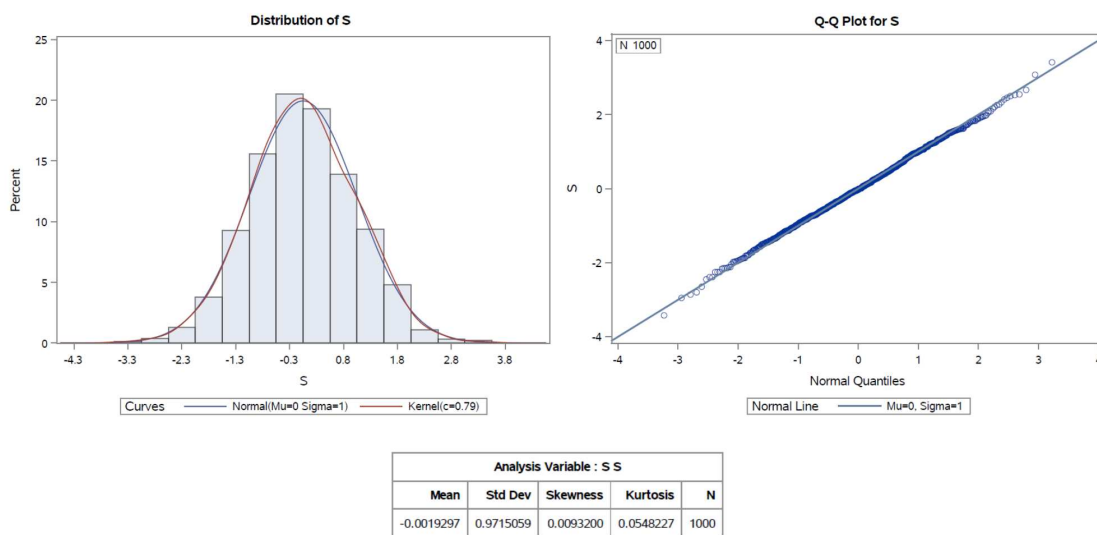 Distribution of S
25
20
15
10
5
0
Percent
-4.3 -3.3 -2.3 -1.3 -0.3 0.8 1.8 2.8 3.8
S
Curves Normal(Mu=0 Sigma=1) Kernel(c=0.79)
Q-Q Plot for S
N 1000
4
2
0
-2
-4
S
-4 -3 -2 -1 0 1 2 3 4
Normal Quantiles
Normal Line Mu=0, Sigma=1
Analysis Variable : S S
Mean Std Dev Skewness Kurtosis N
-0.0019297 0.9715059 0.0093200 0.0548227 1000